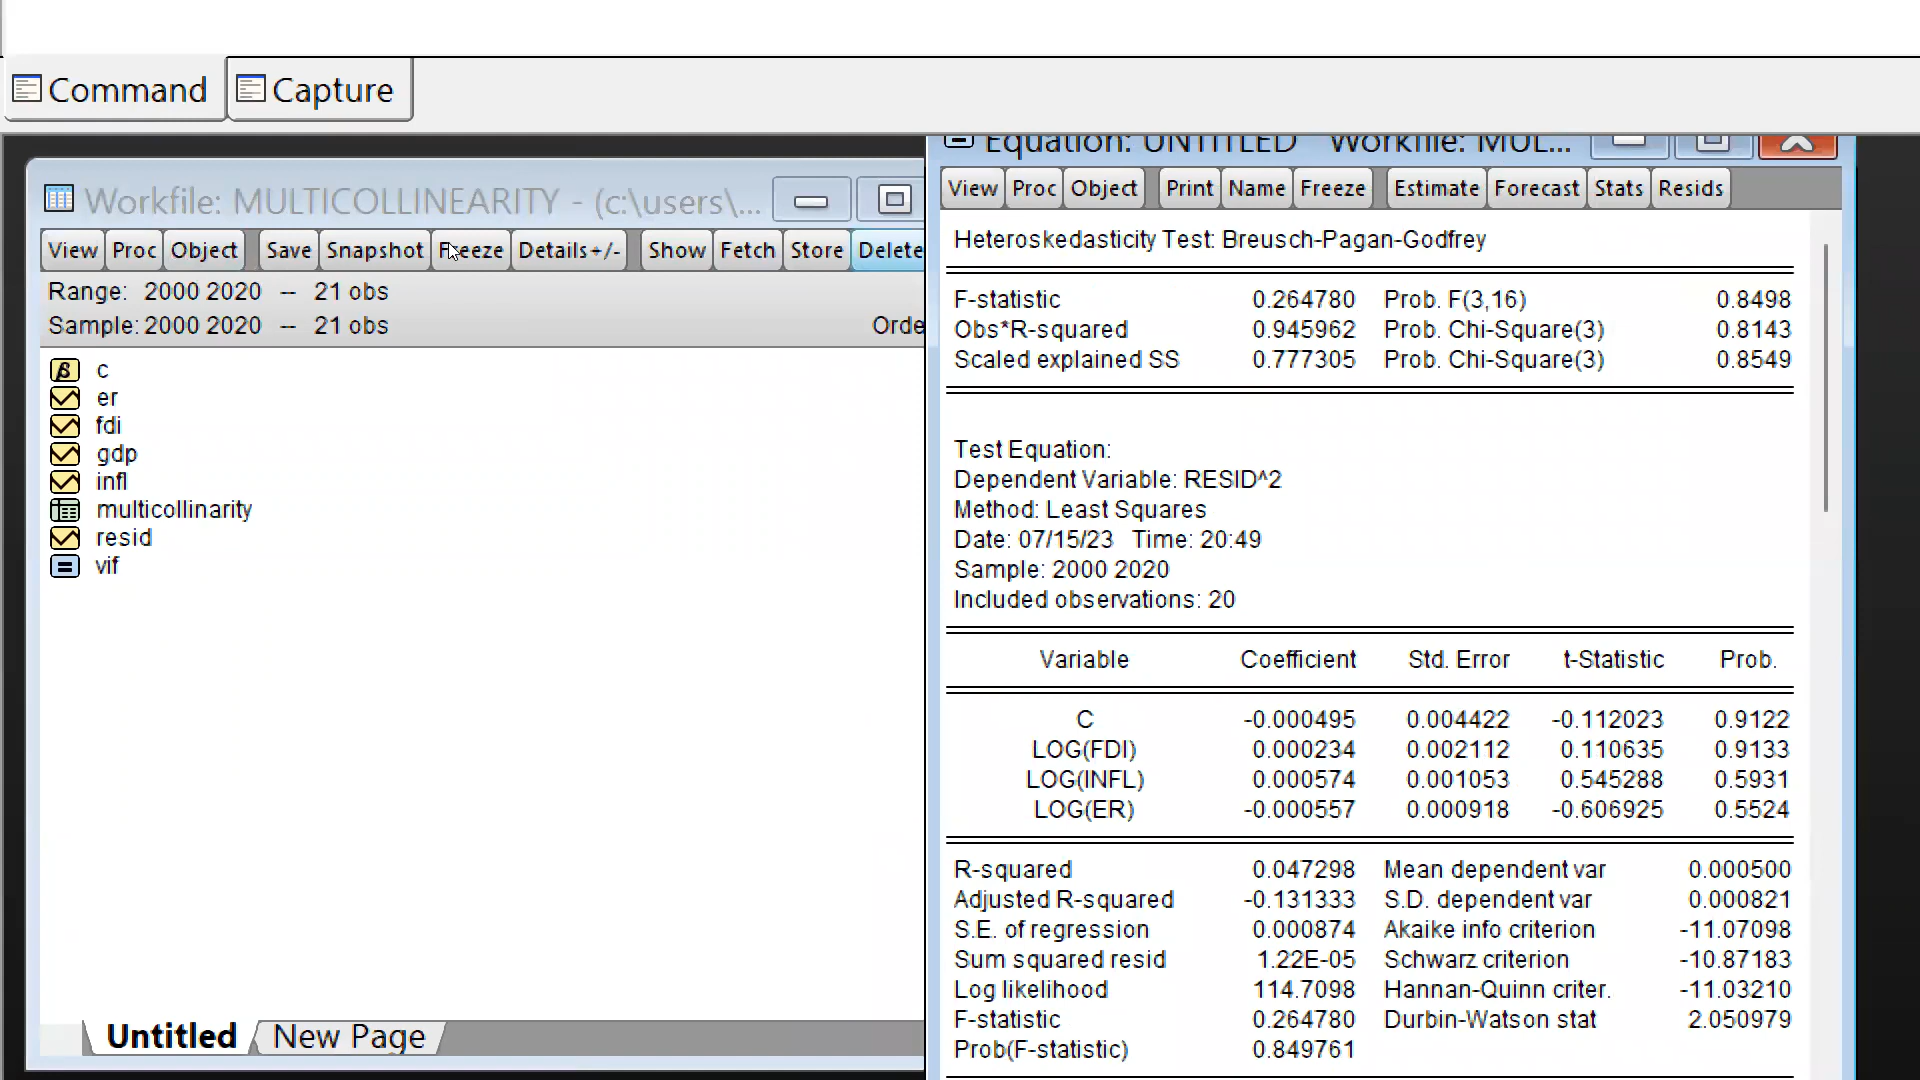 Command
Capture
Workfile: MULTICOLLINEARITY - (c:\users\...
View Proc Object Save Snapshot Freeze Details+/- Show Fetch Store Delete
Range: 2000 2020 -- 21 obs
Sample: 2000 2020 -- 21 obs
Orde
c
er
fdi
gdp
infl
multicollinarity
resid
vif
Untitled
New Page
Equation: UNTITLED Workfile: MUL...
View Proc Object Print Name Freeze Estimate Forecast Stats Resids
Heteroskedasticity Test: Breusch-Pagan-Godfrey
F-statistic 0.264780 Prob. F(3,16) 0.8498
Obs*R-squared 0.945962 Prob. Chi-Square(3) 0.8143
Scaled explained SS 0.777305 Prob. Chi-Square(3) 0.8549
Test Equation:
Dependent Variable: RESID^2
Method: Least Squares
Date: 07/15/23 Time: 20:49
Sample: 2000 2020
Included observations: 20
Variable Coefficient Std. Error t-Statistic Prob.
C -0.000495 0.004422 -0.112023 0.9122
LOG(FDI) 0.000234 0.002112 0.110635 0.9133
LOG(INFL) 0.000574 0.001053 0.545288 0.5931
LOG(ER) -0.000557 0.000918 -0.606925 0.5524
R-squared 0.047298 Mean dependent var 0.000500
Adjusted R-squared -0.131333 S.D. dependent var 0.000821
S.E. of regression 0.000874 Akaike info criterion -11.07098
Sum squared resid 1.22E-05 Schwarz criterion -10.87183
Log likelihood 114.7098 Hannan-Quinn criter. -11.03210
F-statistic 0.264780 Durbin-Watson stat 2.050979
Prob(F-statistic) 0.849761